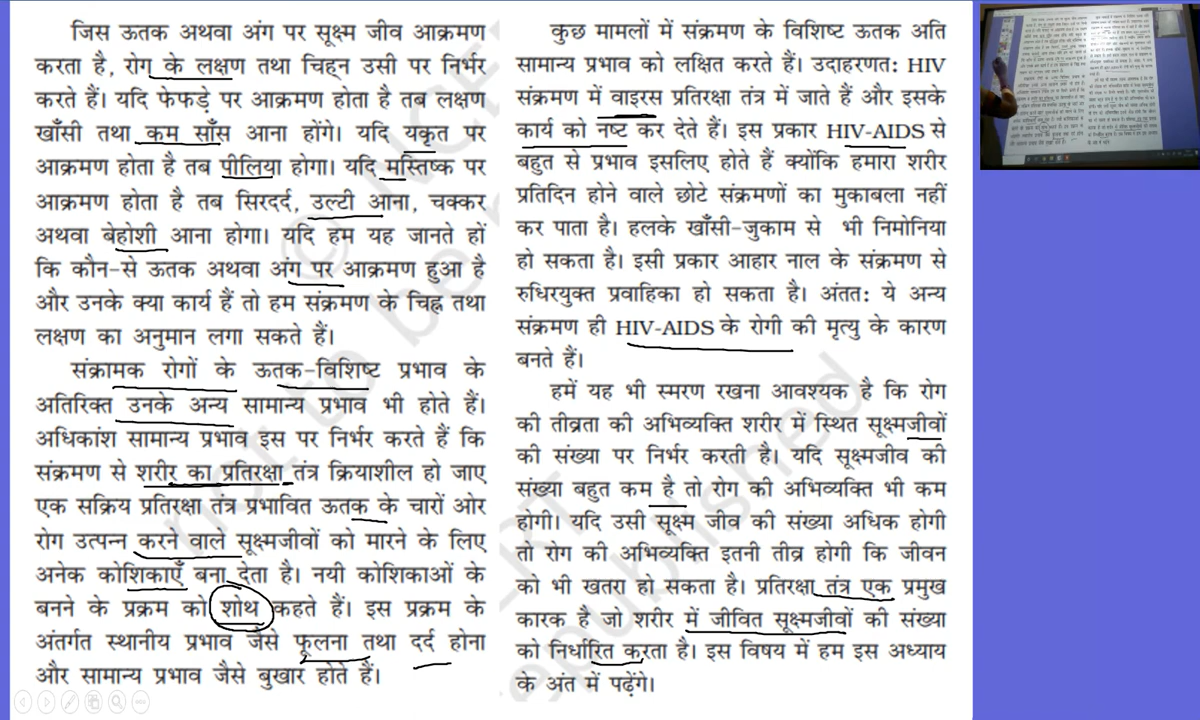 जिस ऊतक अथवा अंग पर सूक्ष्म जीव आक्रमण
करता है, रोग के लक्षण तथा चिह्न उसी पर निर्भर
करते हैं। यदि फेफड़े पर आक्रमण होता है तब लक्षण
खाँसी तथा कम साँस आना होंगे। यदि यकृत पर
आक्रमण होता है तब पीलिया होगा। यदि मस्तिष्क पर
आक्रमण होता है तब सिरदर्द, उल्टी आना, चक्कर
अथवा बेहोशी आना होगा। यदि हम यह जानते हों
कि कौन-से ऊतक अथवा अंग पर आक्रमण हुआ है
और उनके क्या कार्य हैं तो हम संक्रमण के चिह्न तथा
लक्षण का अनुमान लगा सकते हैं।
संक्रामक रोगों के ऊतक-विशिष्ट प्रभाव के
अतिरिक्त उनके अन्य सामान्य प्रभाव भी होते हैं।
अधिकांश सामान्य प्रभाव इस पर निर्भर करते हैं कि
संक्रमण से शरीर का प्रतिरक्षा तंत्र क्रियाशील हो जाए
एक सक्रिय प्रतिरक्षा तंत्र प्रभावित ऊतक के चारों ओर
रोग उत्पन्न करने वाले सूक्ष्मजीवों को मारने के लिए
अनेक कोशिकाएँ बना देता है। नयी कोशिकाओं के
बनने के प्रक्रम को शोथ कहते हैं। इस प्रक्रम के
अंतर्गत स्थानीय प्रभाव जैसे फूलना तथा दर्द होना
और सामान्य प्रभाव जैसे बुखार होते हैं।
कुछ मामलों में संक्रमण के विशिष्ट ऊतक अति
सामान्य प्रभाव को लक्षित करते हैं। उदाहरणत: HIV
संक्रमण में वाइरस प्रतिरक्षा तंत्र में जाते हैं और इसके
कार्य को नष्ट कर देते हैं। इस प्रकार HIV-AIDS से
बहुत से प्रभाव इसलिए होते हैं क्योंकि हमारा शरीर
प्रतिदिन होने वाले छोटे संक्रमणों का मुकाबला नहीं
कर पाता है। हलके खाँसी-जुकाम से भी निमोनिया
हो सकता है। इसी प्रकार आहार नाल के संक्रमण से
रुधिरयुक्त प्रवाहिका हो सकता है। अंतत: ये अन्य
संक्रमण ही HIV-AIDS के रोगी की मृत्यु के कारण
बनते हैं।
हमें यह भी स्मरण रखना आवश्यक है कि रोग
की तीव्रता की अभिव्यक्ति शरीर में स्थित सूक्ष्मजीवों
की संख्या पर निर्भर करती है। यदि सूक्ष्मजीव की
संख्या बहुत कम है तो रोग की अभिव्यक्ति भी कम
होगी। यदि उसी सूक्ष्म जीव की संख्या अधिक होगी
तो रोग की अभिव्यक्ति इतनी तीव्र होगी कि जीवन
को भी खतरा हो सकता है। प्रतिरक्षा तंत्र एक प्रमुख
कारक है जो शरीर में जीवित सूक्ष्मजीवों की संख्या
को निर्धारित करता है। इस विषय में हम इस अध्याय
के अंत में पढ़ेंगे।